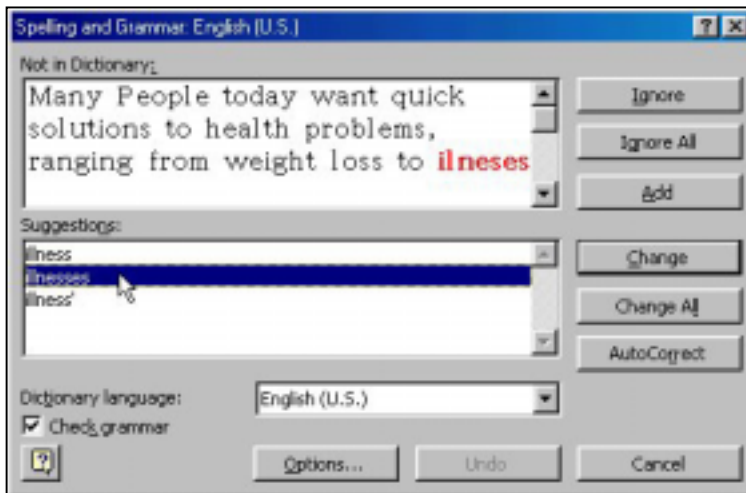 Spelling and Grammar: English (U.S.)
Not in Dictionary:
Many People today want quick
solutions to health problems,
ranging from weight loss to ilneses
Ignore
Ignore All
Add
Suggestions:
illness
illnesses
illness'
Change
Change All
AutoCorrect
Dictionary language:
English (U.S.)
Check grammar
Options...
Undo
Cancel